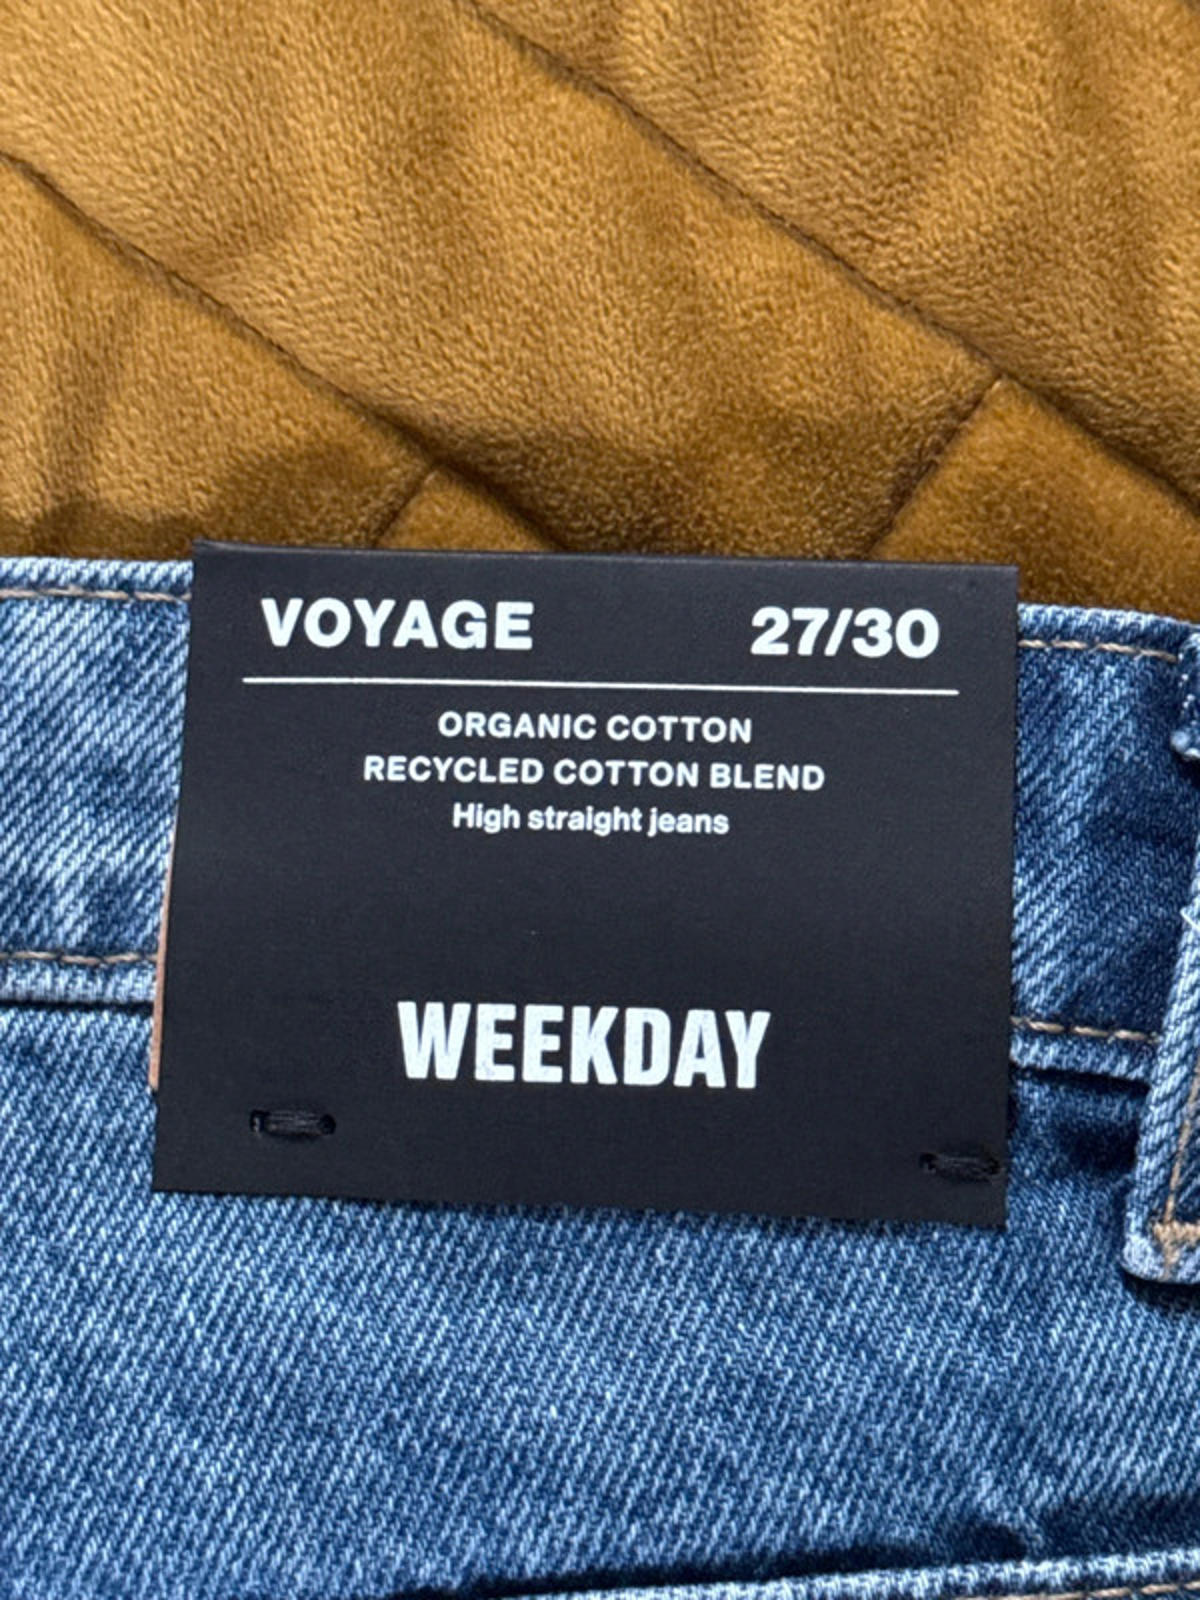 VOYAGE 27/30
ORGANIC COTTON
RECYCLED COTTON BLEND
High straight jeans
WEEKDAY